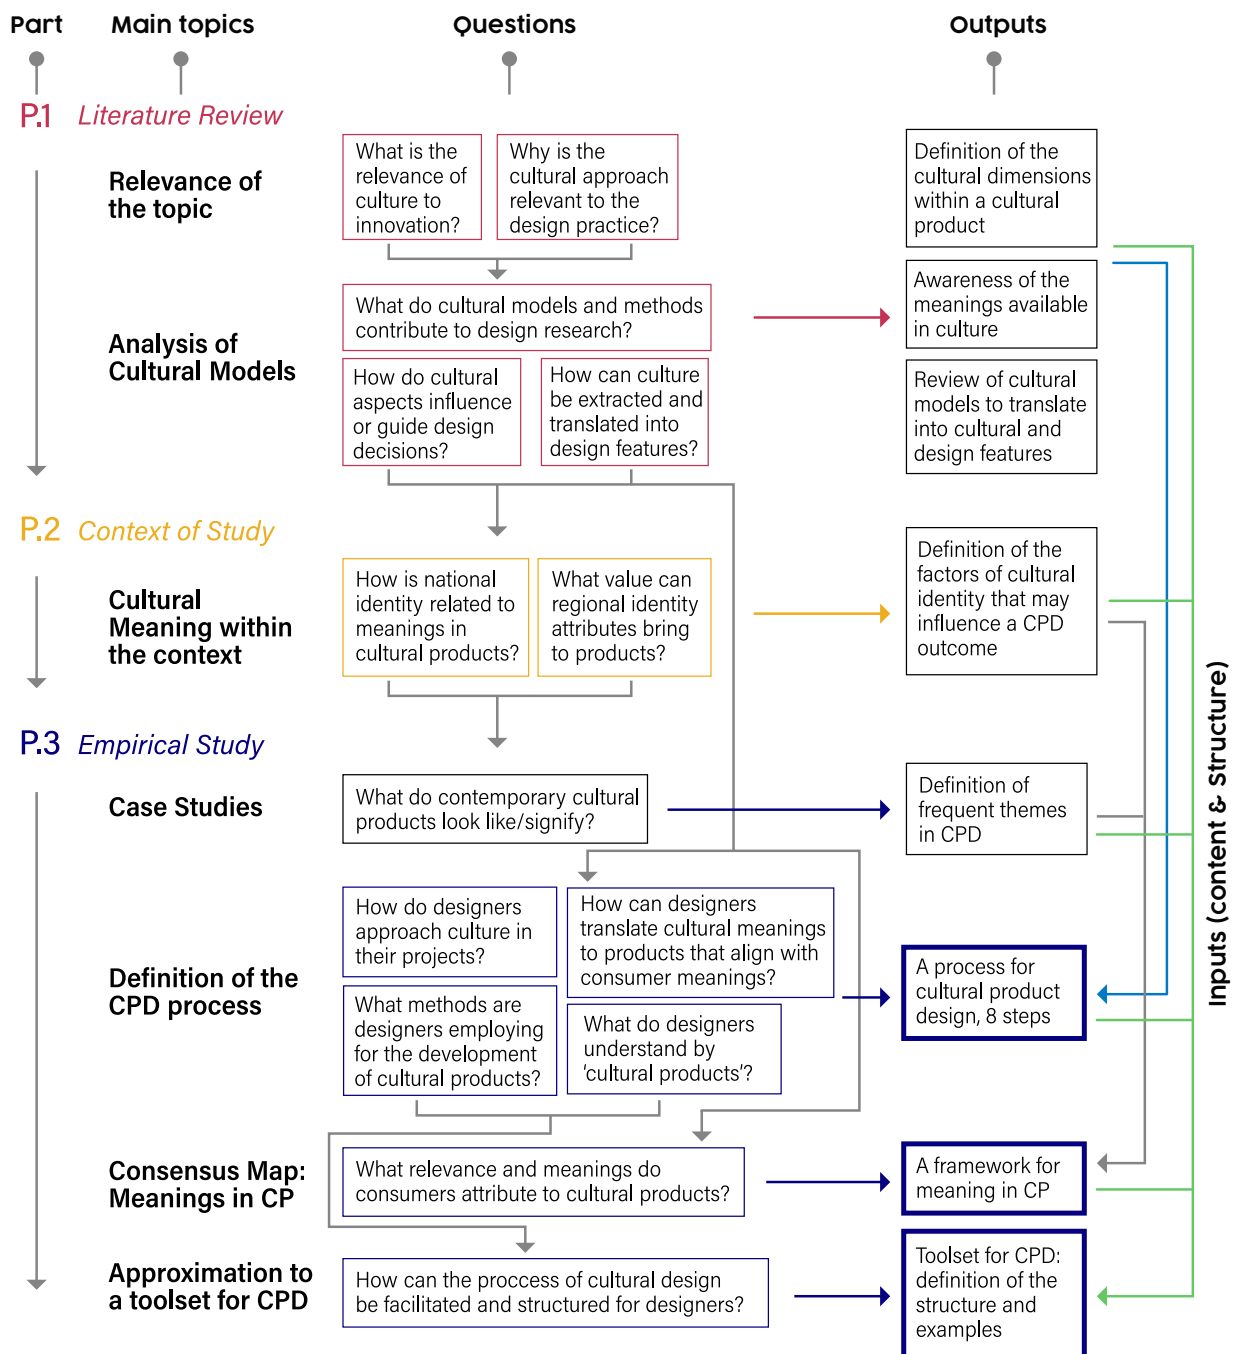 Part
Main topics
Questions
Outputs
P.1 Literature Review
Relevance of
the topic
What is the
relevance of
culture to
innovation?
Why is the
cultural approach
relevant to the
design practice?
Definition of the
cultural dimensions
within a cultural
product
Analysis of
Cultural Models
What do cultural models and methods
contribute to design research?
How do cultural
aspects influence
or guide design
decisions?
How can culture
be extracted and
translated into
design features?
Awareness of the
meanings available
in culture
Review of cultural
models to translate
into cultural and
design features
P.2 Context of Study
Cultural
Meaning within
the context
How is national
identity related to
meanings in
cultural products?
What value can
regional identity
attributes bring
to products?
Definition of the
factors of cultural
identity that may
influence a CPD
outcome
P.3 Empirical Study
Case Studies
What do contemporary cultural
products look like/signify?
Definition of
frequent themes
in CPD
Definition of the
CPD process
How do designers
approach culture in
their projects?
How can designers
translate cultural meanings
to products that align with
consumer meanings?
What methods are
designers employing
for the development
of cultural products?
What do designers
understand by
'cultural products'?
A process for
cultural product
design, 8 steps
Consensus Map:
Meanings in CP
What relevance and meanings do
consumers attribute to cultural products?
A framework for
meaning in CP
Approximation to
a toolset for CPD
How can the proccess of cultural design
be facilitated and structured for designers?
Toolset for CPD:
definition of the
structure and
examples
Inputs (content & Structure)